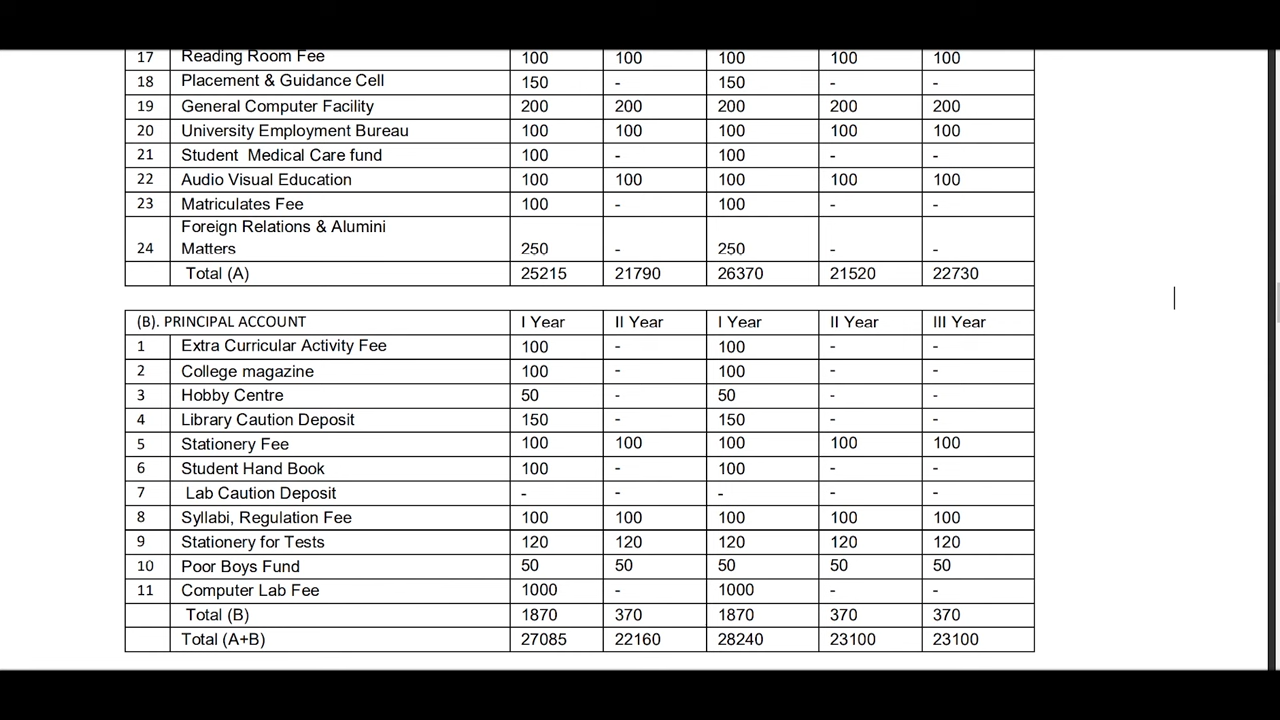 17 Reading Room Fee 100 100 100 100 100
18 Placement & Guidance Cell 150 - 150 - -
19 General Computer Facility 200 200 200 200 200
20 University Employment Bureau 100 100 100 100 100
21 Student Medical Care fund 100 - 100 - -
22 Audio Visual Education 100 100 100 100 100
23 Matriculates Fee 100 - 100 - -
Foreign Relations & Alumini
24 Matters 250 - 250 - -
Total (A) 25215 21790 26370 21520 22730
(B). PRINCIPAL ACCOUNT I Year II Year I Year II Year III Year
1 Extra Curricular Activity Fee 100 - 100 - -
2 College magazine 100 - 100 - -
3 Hobby Centre 50 - 50 - -
4 Library Caution Deposit 150 - 150 - -
5 Stationery Fee 100 100 100 100 100
6 Student Hand Book 100 - 100 - -
7 Lab Caution Deposit - - - - -
8 Syllabi, Regulation Fee 100 100 100 100 100
9 Stationery for Tests 120 120 120 120 120
10 Poor Boys Fund 50 50 50 50 50
11 Computer Lab Fee 1000 - 1000 - -
Total (B) 1870 370 1870 370 370
Total (A+B) 27085 22160 28240 23100 23100